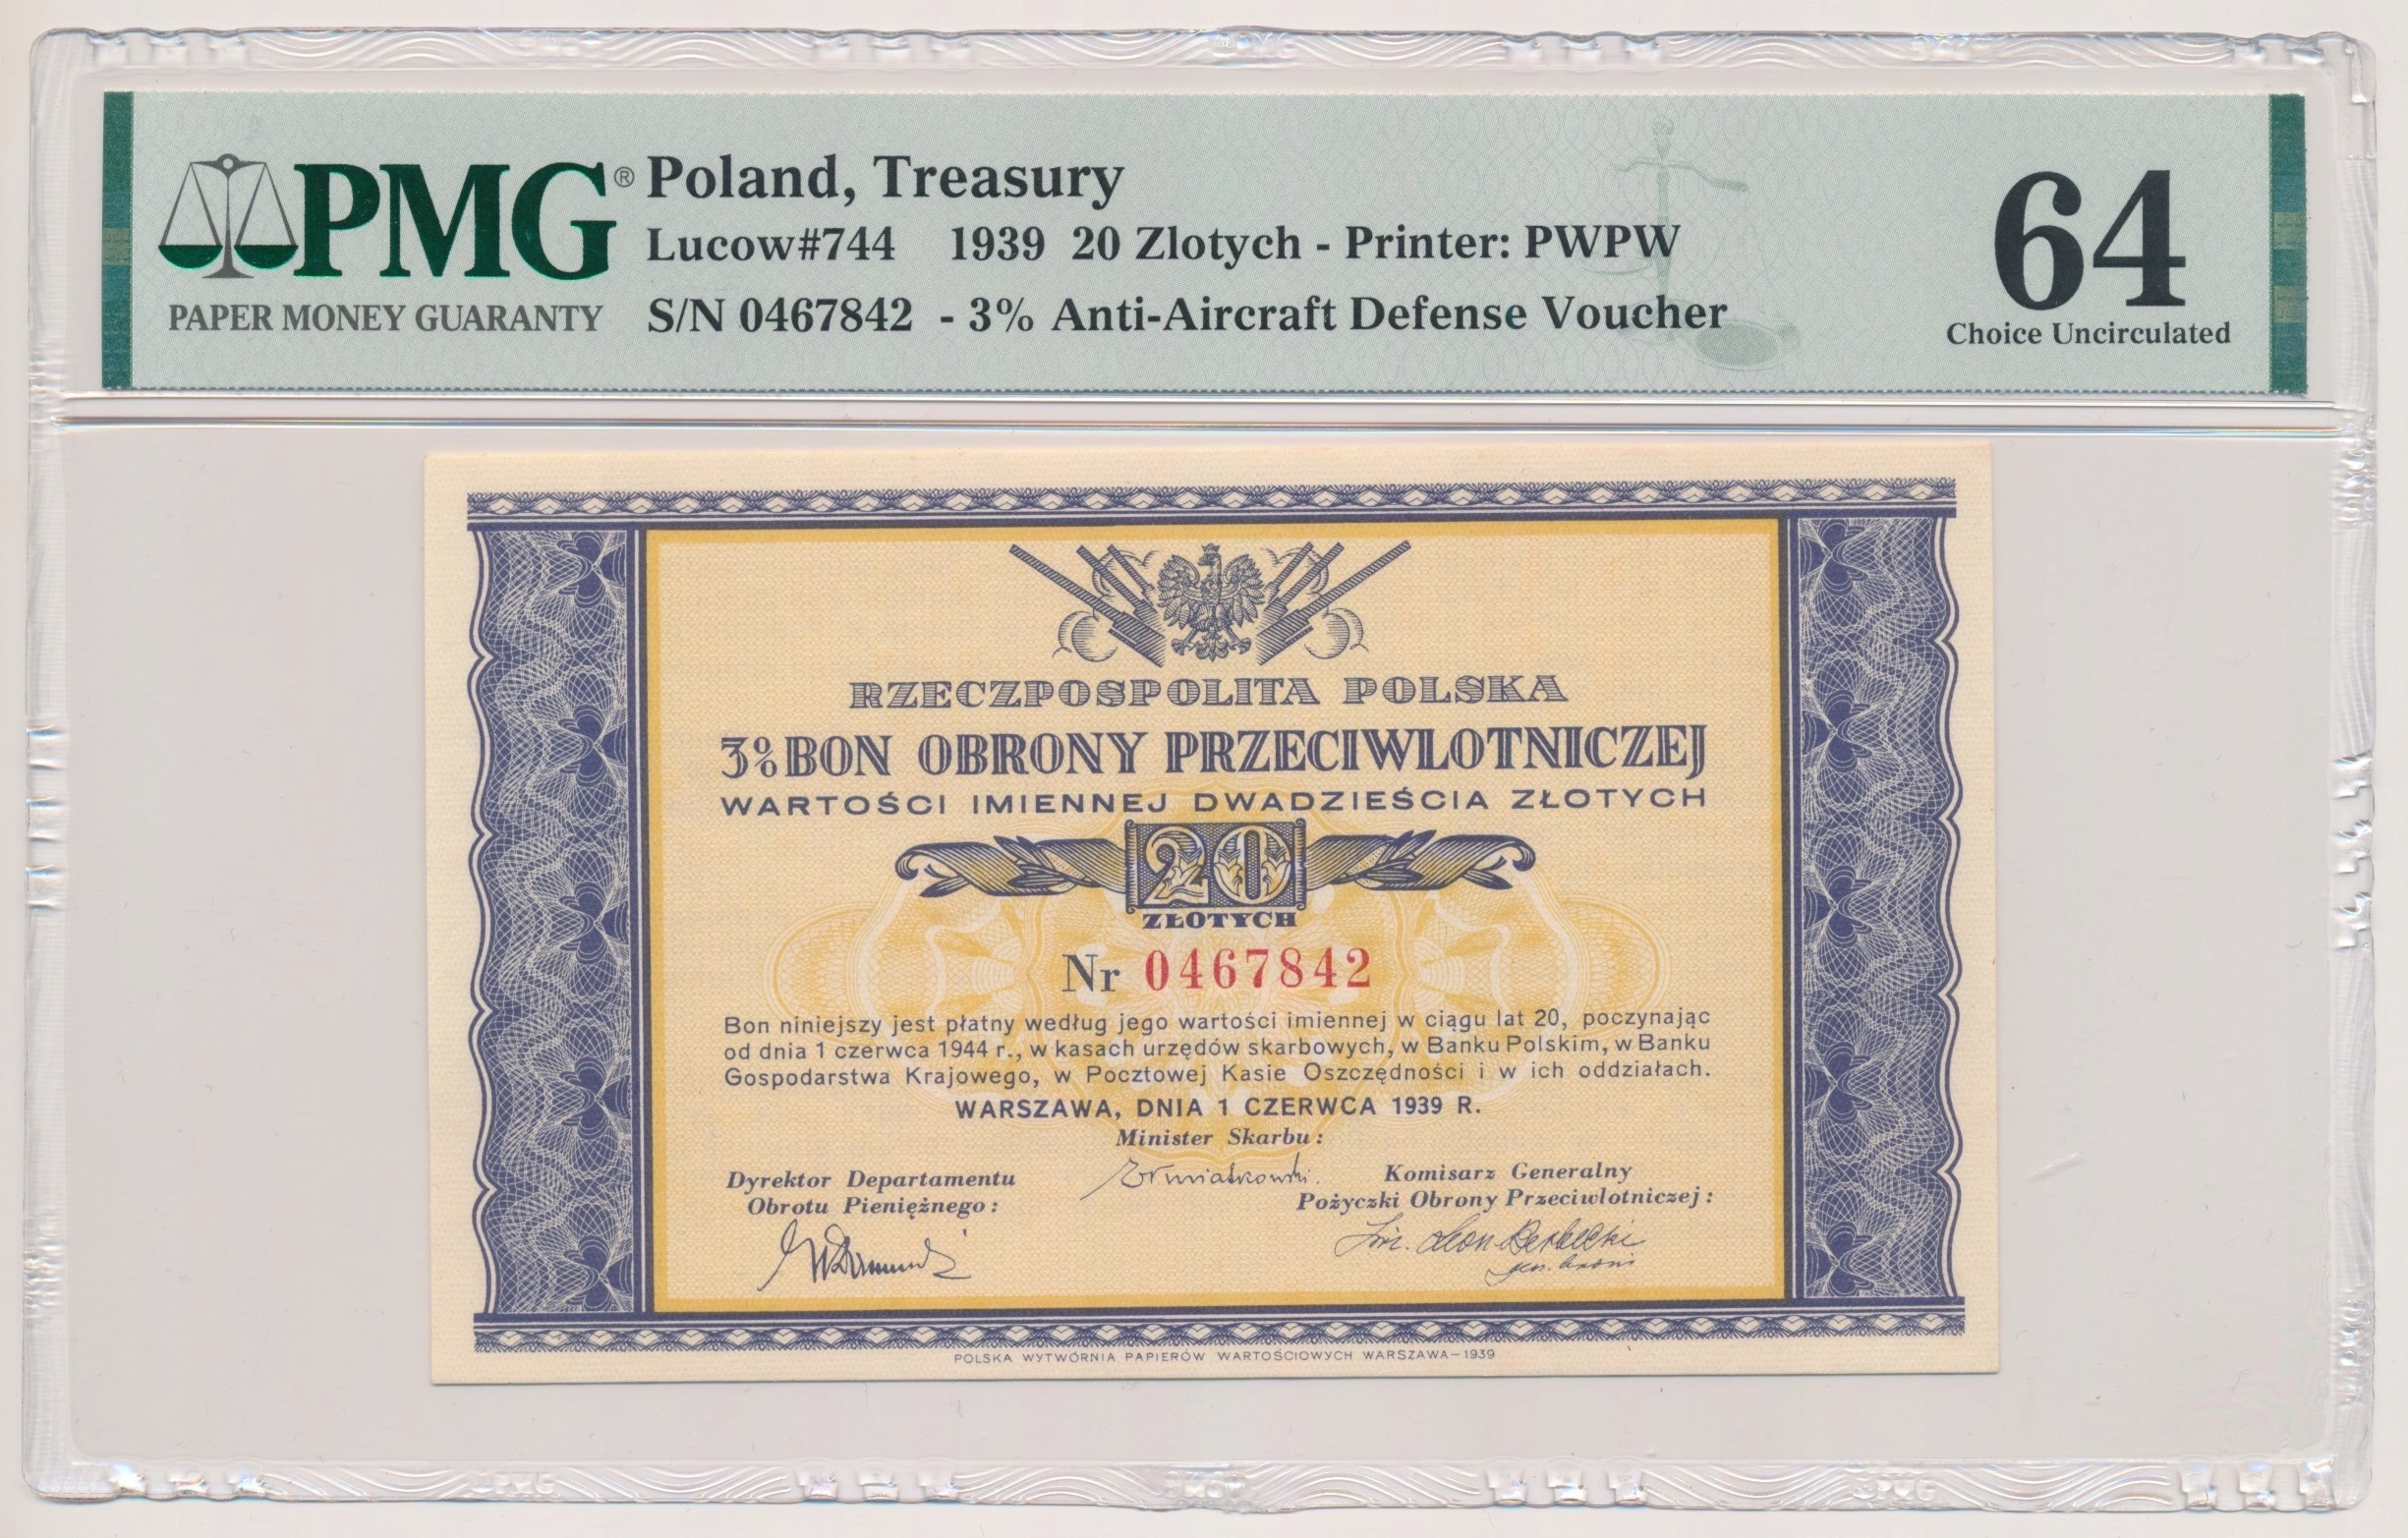 PMG®
PAPER MONEY GUARANTY
Poland, Treasury
Lucow#744 1939 20 Zlotych - Printer: PWPW
S/N 0467842 - 3% Anti-Aircraft Defense Voucher
64
Choice Uncirculated
RZECZPOSPOLITA POLSKA
3% BON OBRONY PRZECIWLOTNICZEJ
WARTOŚCI IMIENNEJ DWADZIEŚCIA ZŁOTYCH
20
ZŁOTYCH
Nr 0467842
Bon niniejszy jest płatny według jego wartości imiennej w ciągu lat 20, poczynając
od dnia 1 czerwca 1944 r., w kasach urzędów skarbowych, w Banku Polskim, w Banku
Gospodarstwa Krajowego, w Pocztowej Kasie Oszczędności i w ich oddziałach.
WARSZAWA, DNIA 1 CZERWCA 1939 R.
Minister Skarbu:
Dyrektor Departamentu
Obrotu Pieniężnego:
Komisarz Generalny
Pożyczki Obrony Przeciwlotniczej:
Leon Berbecki
gen. broni
POLSKA WYTWÓRNIA PAPIERÓW WARTOŚCIOWYCH WARSZAWA—1939